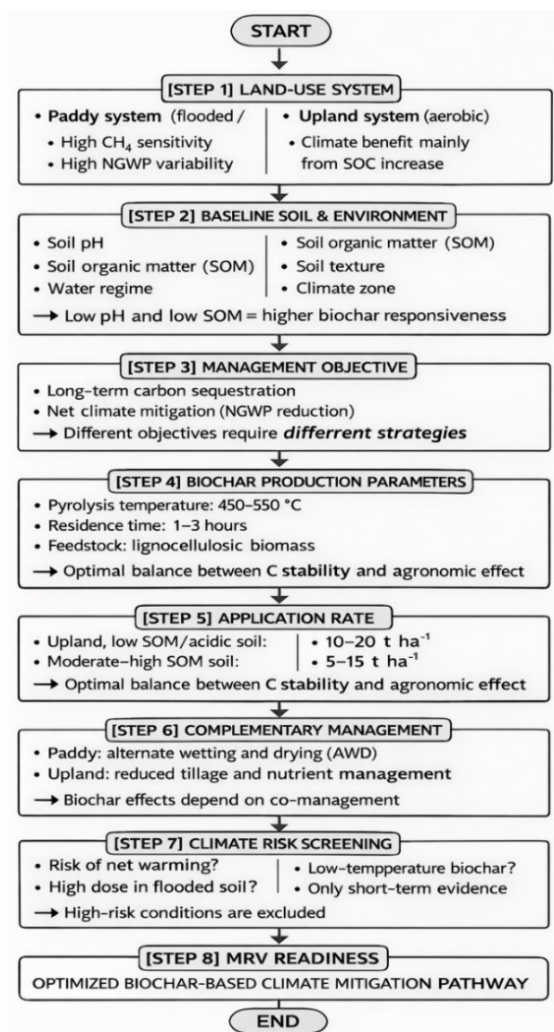 START
[STEP 1] LAND-USE SYSTEM
• Paddy system (flooded /
• High CH₄ sensitivity
• High NGWP variability
• Upland system (aerobic)
• Climate benefit mainly
from SOC increase
[STEP 2] BASELINE SOIL & ENVIRONMENT
• Soil pH
• Soil organic matter (SOM)
• Water regime
• Soil organic matter (SOM)
• Soil texture
• Climate zone
→ Low pH and low SOM = higher biochar responsiveness
[STEP 3] MANAGEMENT OBJECTIVE
• Long-term carbon sequestration
• Net climate mitigation (NGWP reduction)
→ Different objectives require differrent strategies
[STEP 4] BIOCHAR PRODUCTION PARAMETERS
• Pyrolysis temperature: 450–550 °C
• Residence time: 1–3 hours
• Feedstock: lignocellulosic biomass
→ Optimal balance between C stability and agronomic effect
[STEP 5] APPLICATION RATE
• Upland, low SOM/acidic soil: • 10–20 t ha⁻¹
• Moderate–high SOM soil: • 5–15 t ha⁻¹
→ Optimal balance between C stability and agronomic effect
[STEP 6] COMPLEMENTARY MANAGEMENT
• Paddy: alternate wetting and drying (AWD)
• Upland: reduced tillage and nutrient management
→ Biochar effects depend on co-management
[STEP 7] CLIMATE RISK SCREENING
• Risk of net warming?
• High dose in flooded soil?
• Low-tempperature biochar?
• Only short-term evidence
→ High-risk conditions are excluded
[STEP 8] MRV READINESS
OPTIMIZED BIOCHAR-BASED CLIMATE MITIGATION PATHWAY
END